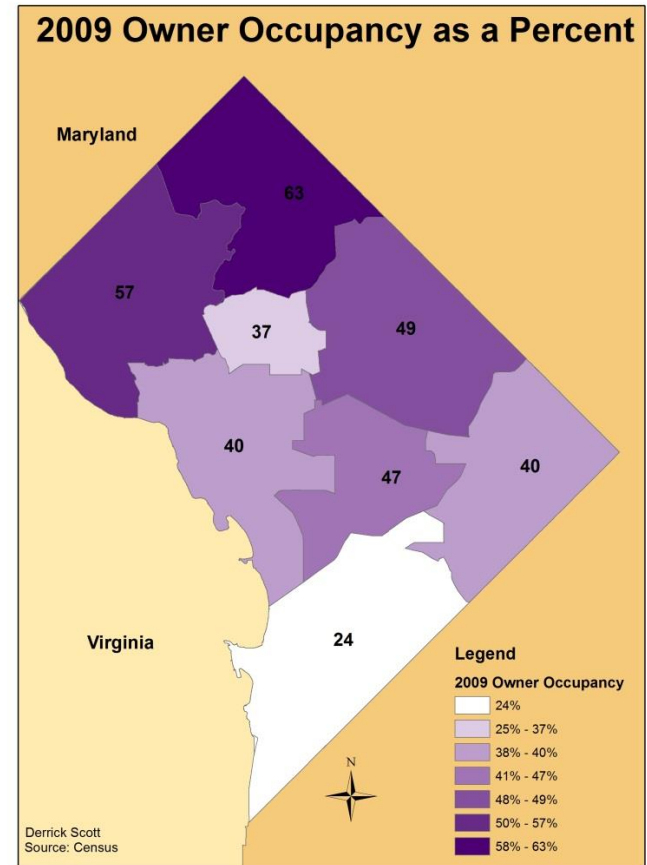 2009 Owner Occupancy as a Percent
Maryland
63
57
37
49
40
47
40
Virginia
24
Legend
2009 Owner Occupancy
24%
25% - 37%
38% - 40%
41% - 47%
48% - 49%
50% - 57%
58% - 63%
N
Derrick Scott
Source: Census